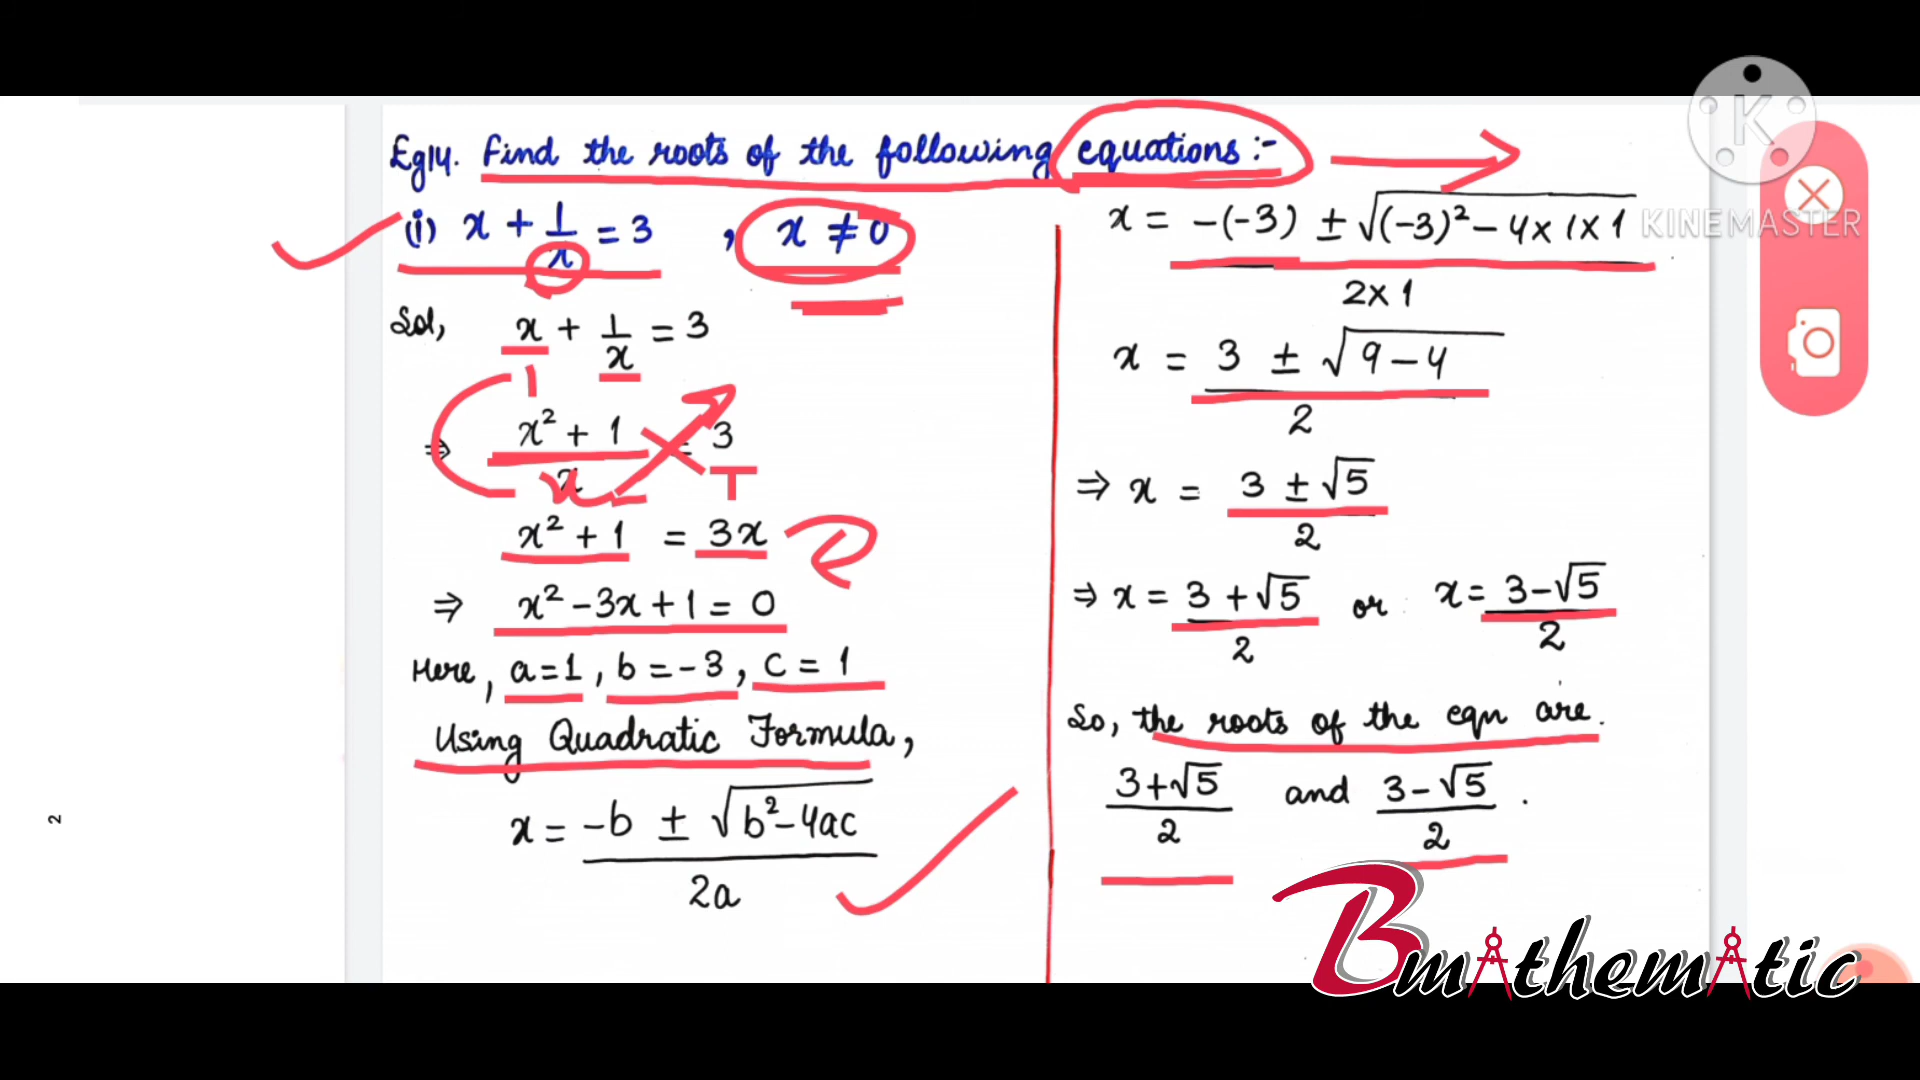 Eg14. Find the roots of the following equations :-
(i) x + 1/x = 3 , x ≠ 0
Sol, x + 1/x = 3
⇒ x² + 1 / x = 3
x² + 1 = 3x
⇒ x² - 3x + 1 = 0
Here, a=1, b=-3, c=1
Using Quadratic Formula,
x = -b ± √b²-4ac / 2a
x = -(-3) ± √(-3)² - 4×1×1 / 2×1
x = 3 ± √9-4 / 2
⇒ x = 3 ± √5 / 2
⇒ x = 3+√5 / 2 or x = 3-√5 / 2
So, the roots of the eqn are.
3+√5 / 2 and 3-√5 / 2 .
K
KINEMASTER
2
Bmathematic